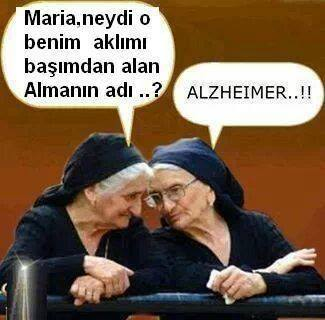 Maria,neydi o
benim aklımı
başımdan alan
Almanın adı ..?
ALZHEIMER..!!